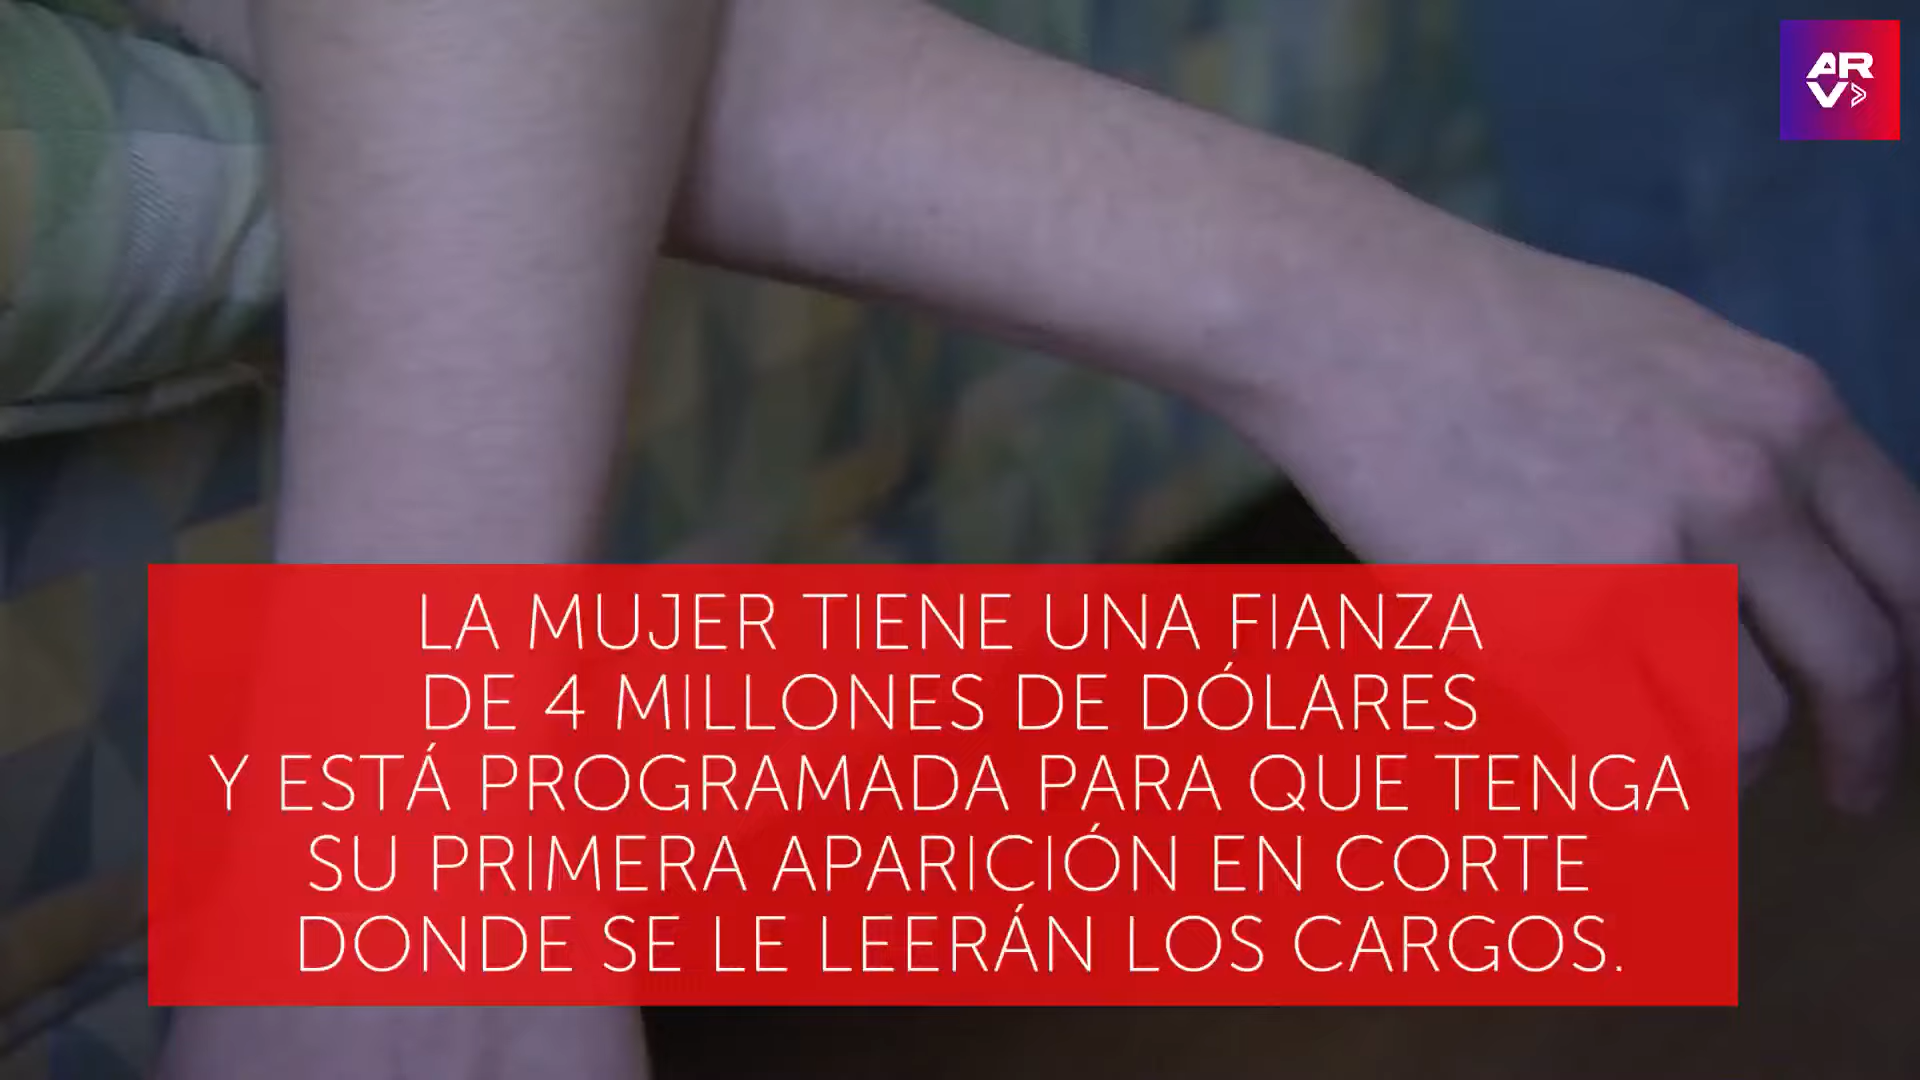 AR
V
LA MUJER TIENE UNA FIANZA
DE 4 MILLONES DE DÓLARES
Y ESTÁ PROGRAMADA PARA QUE TENGA
SU PRIMERA APARICIÓN EN CORTE
DONDE SE LE LEERÁN LOS CARGOS.